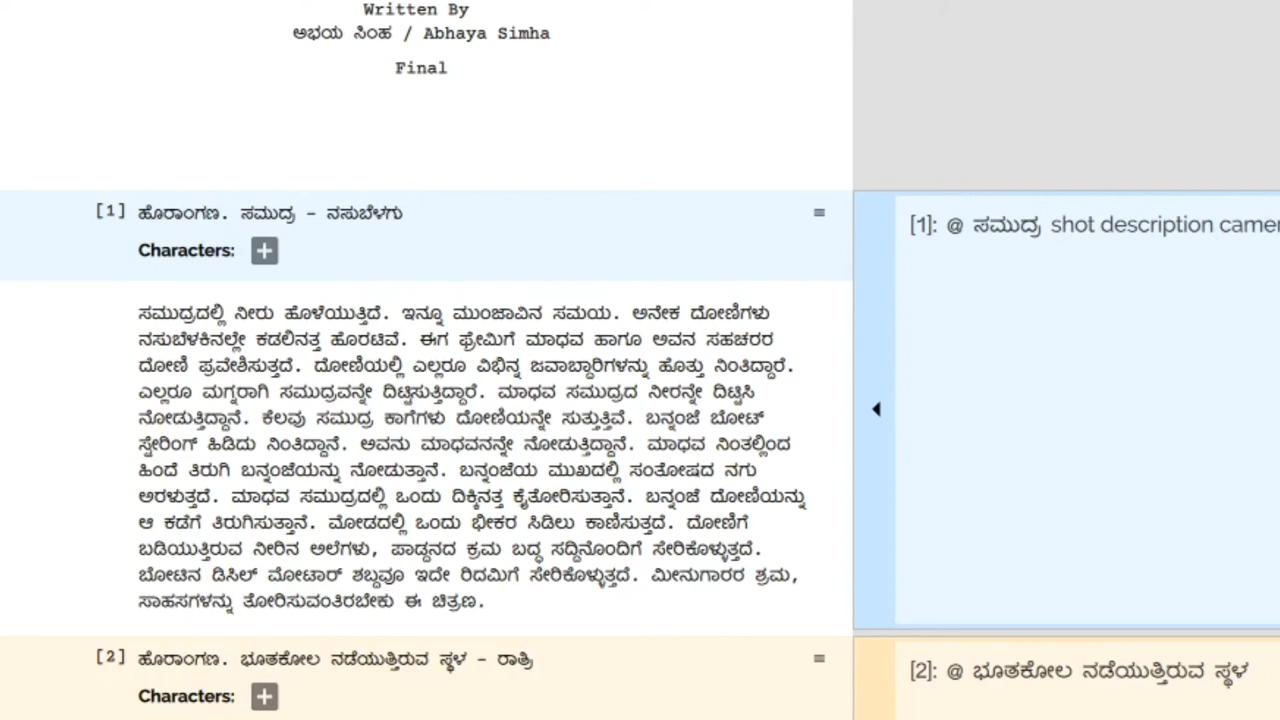 Written By
ಅಭಯ ಸಿಂಹ / Abhaya Simha
Final
[1] ಹೊರಾಂಗಣ. ಸಮುದ್ರ - ನಸುಬೆಳಗು
Characters:
ಸಮುದ್ರದಲ್ಲಿ ನೀರು ಹೊಳೆಯುತ್ತಿದೆ. ಇನ್ನೂ ಮುಂಜಾವಿನ ಸಮಯ. ಅನೇಕ ದೋಣಿಗಳು
ನಸುಬೆಳಕಿನಲ್ಲೇ ಕಡಲಿನತ್ತ ಹೊರಟಿವೆ. ಈಗ ಫ್ರೇಮಿಗೆ ಮಾಧವ ಹಾಗೂ ಅವನ ಸಹಚರರ
ದೋಣಿ ಪ್ರವೇಶಿಸುತ್ತದೆ. ದೋಣಿಯಲ್ಲಿ ಎಲ್ಲರೂ ವಿಭಿನ್ನ ಜವಾಬ್ದಾರಿಗಳನ್ನು ಹೊತ್ತು ನಿಂತಿದ್ದಾರೆ.
ಎಲ್ಲರೂ ಮಗ್ನರಾಗಿ ಸಮುದ್ರವನ್ನೇ ದಿಟ್ಟಿಸುತ್ತಿದ್ದಾರೆ. ಮಾಧವ ಸಮುದ್ರದ ನೀರನ್ನೇ ದಿಟ್ಟಿಸಿ
ನೋಡುತ್ತಿದ್ದಾನೆ. ಕೆಲವು ಸಮುದ್ರ ಕಾಗೆಗಳು ದೋಣಿಯನ್ನೇ ಸುತ್ತುತ್ತಿವೆ. ಬನ್ನಂಜೆ ಬೋಟ್
ಸ್ಟೇರಿಂಗ್ ಹಿಡಿದು ನಿಂತಿದ್ದಾನೆ. ಅವನು ಮಾಧವನನ್ನೇ ನೋಡುತ್ತಿದ್ದಾನೆ. ಮಾಧವ ನಿಂತಲ್ಲಿಂದ
ಹಿಂದೆ ತಿರುಗಿ ಬನ್ನಂಜೆಯನ್ನು ನೋಡುತ್ತಾನೆ. ಬನ್ನಂಜೆಯ ಮುಖದಲ್ಲಿ ಸಂತೋಷದ ನಗು
ಅರಳುತ್ತದೆ. ಮಾಧವ ಸಮುದ್ರದಲ್ಲಿ ಒಂದು ದಿಕ್ಕಿನತ್ತ ಕೈತೋರಿಸುತ್ತಾನೆ. ಬನ್ನಂಜೆ ದೋಣಿಯನ್ನು
ಆ ಕಡೆಗೆ ತಿರುಗಿಸುತ್ತಾನೆ. ಮೋಡದಲ್ಲಿ ಒಂದು ಭೀಕರ ಸಿಡಿಲು ಕಾಣಿಸುತ್ತದೆ. ದೋಣಿಗೆ
ಬಡಿಯುತ್ತಿರುವ ನೀರಿನ ಅಲೆಗಳು, ಪಾಡ್ದನದ ಕ್ರಮ ಬದ್ಧ ಸದ್ದಿನೊಂದಿಗೆ ಸೇರಿಕೊಳ್ಳುತ್ತದೆ.
ಬೋಟಿನ ಡಿಸಿಲ್ ಮೋಟಾರ್ ಶಬ್ದವೂ ಇದೇ ರಿದಮಿಗೆ ಸೇರಿಕೊಳ್ಳುತ್ತದೆ. ಮೀನುಗಾರರ ಶ್ರಮ,
ಸಾಹಸಗಳನ್ನು ತೋರಿಸುವಂತಿರಬೇಕು ಈ ಚಿತ್ರಣ.
[2] ಹೊರಾಂಗಣ. ಭೂತಕೋಲ ನಡೆಯುತ್ತಿರುವ ಸ್ಥಳ - ರಾತ್ರಿ
Characters:
[1]: @ ಸಮುದ್ರ shot description camer
[2]: @ ಭೂತಕೋಲ ನಡೆಯುತ್ತಿರುವ ಸ್ಥಳ